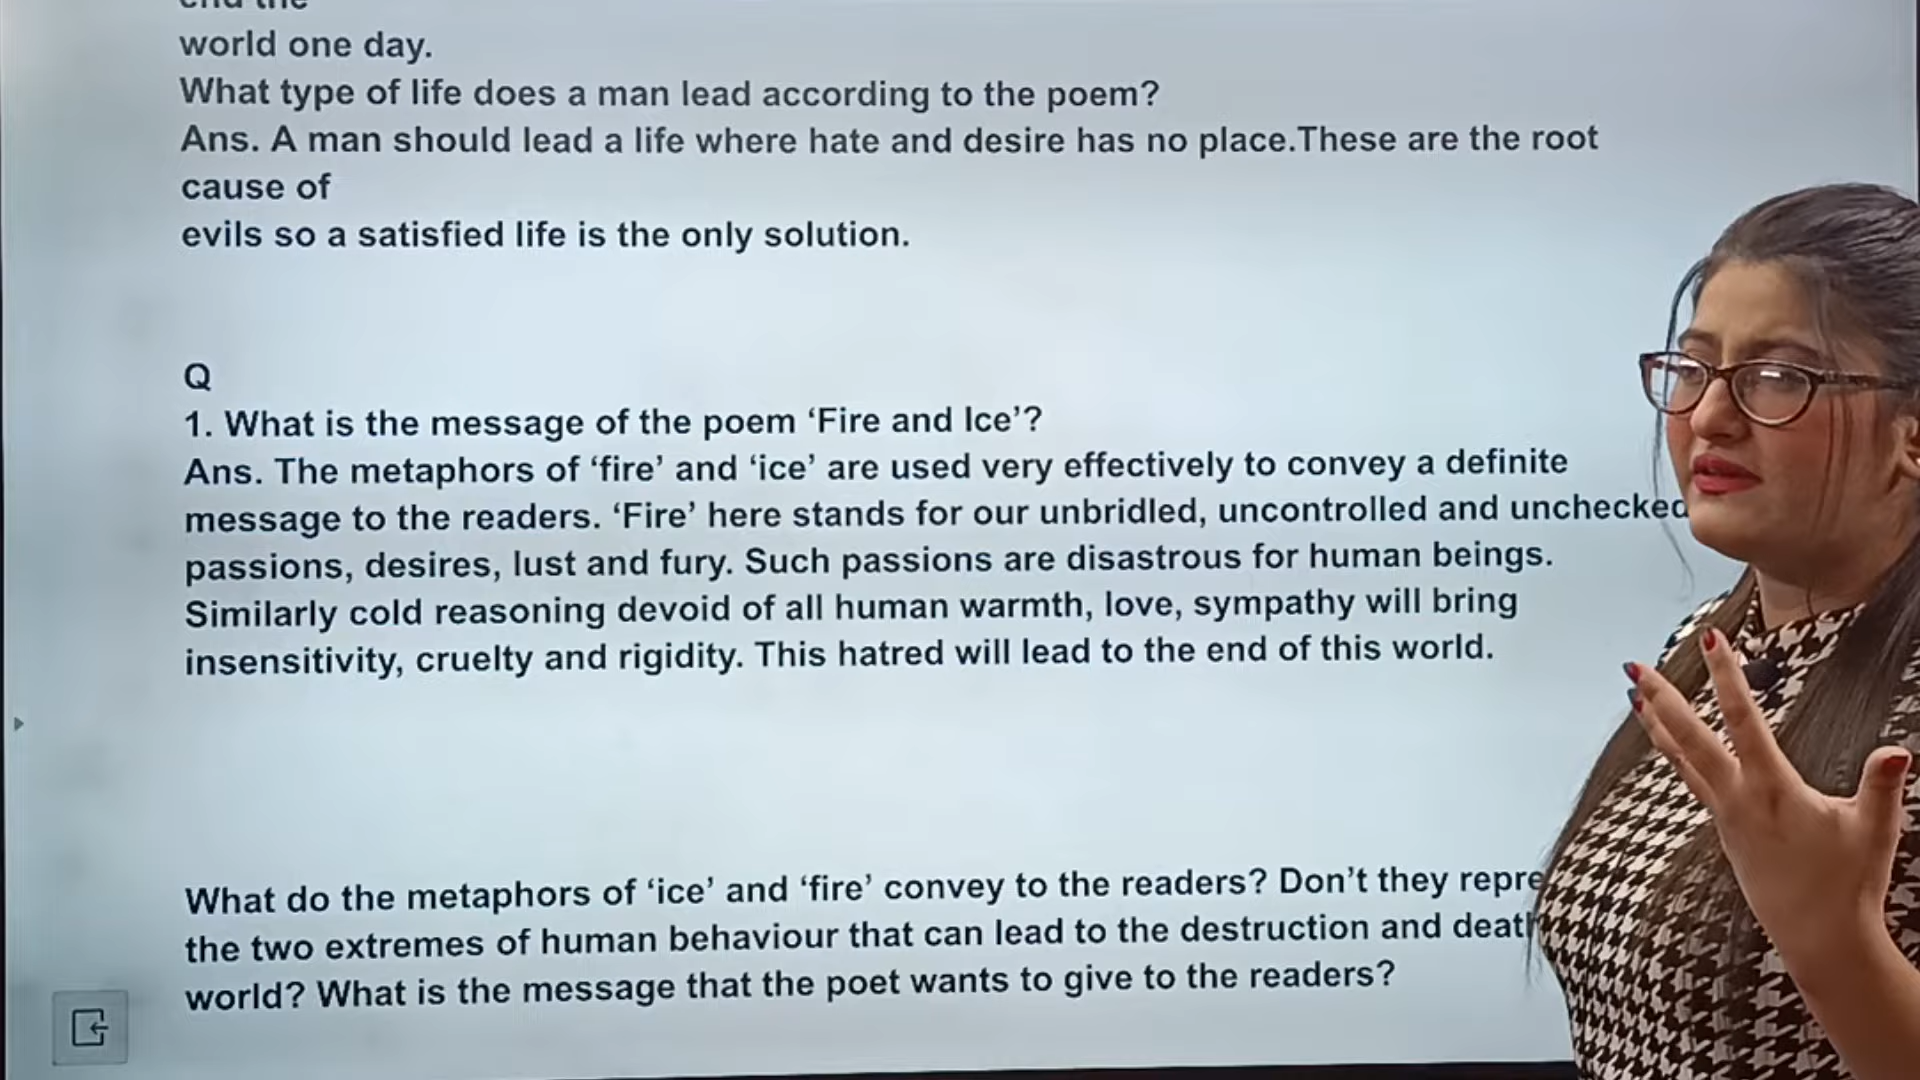 end the
world one day.
What type of life does a man lead according to the poem?
Ans. A man should lead a life where hate and desire has no place.These are the root
cause of
evils so a satisfied life is the only solution.
Q
1. What is the message of the poem ‘Fire and Ice’?
Ans. The metaphors of ‘fire’ and ‘ice’ are used very effectively to convey a definite
message to the readers. ‘Fire’ here stands for our unbridled, uncontrolled and unchecked
passions, desires, lust and fury. Such passions are disastrous for human beings.
Similarly cold reasoning devoid of all human warmth, love, sympathy will bring
insensitivity, cruelty and rigidity. This hatred will lead to the end of this world.
What do the metaphors of ‘ice’ and ‘fire’ convey to the readers? Don’t they
the two extremes of human behaviour that can lead to the destruction and
world? What is the message that the poet wants to give to the readers?